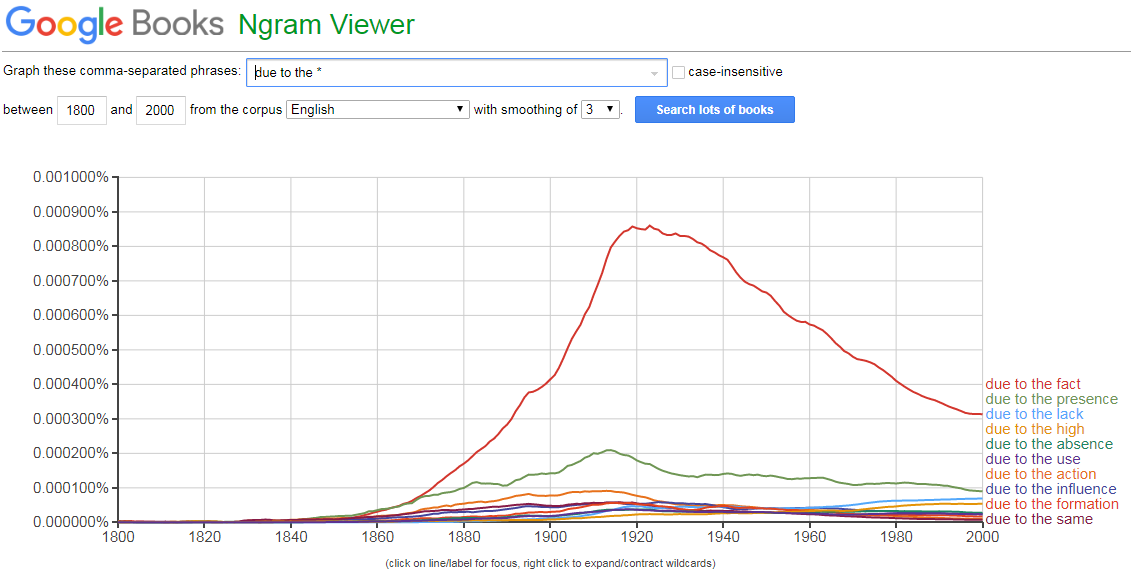 Google Books Ngram Viewer
Graph these comma-separated phrases: due to the * case-insensitive
between 1800 and 2000 from the corpus English with smoothing of 3 . Search lots of books
0.001000%
0.000900%
0.000800%
0.000700%
0.000600%
0.000500%
0.000400%
0.000300%
0.000200%
0.000100%
0.000000%
due to the fact
due to the presence
due to the lack
due to the high
due to the absence
due to the use
due to the action
due to the influence
due to the formation
due to the same
1800 1820 1840 1860 1880 1900 1920 1940 1960 1980 2000
(click on line/label for focus, right click to expand/contract wildcards)